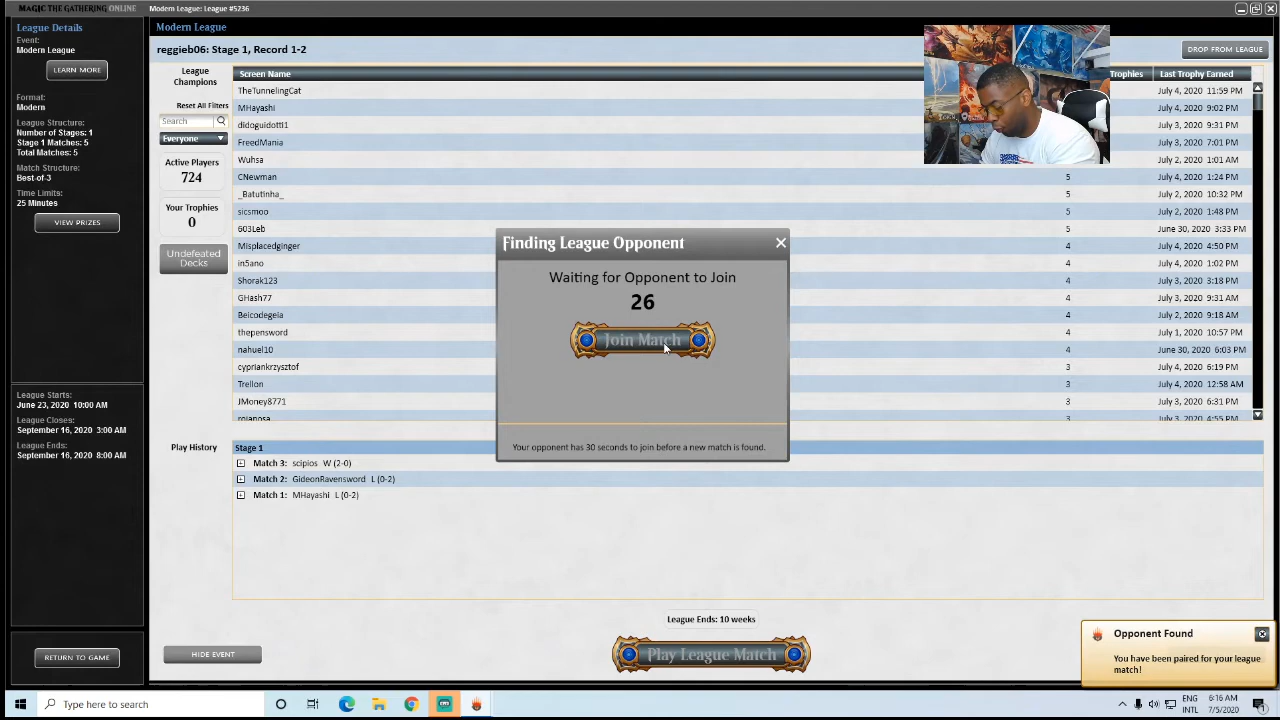 MAGIC THE GATHERING ONLINE Modern League: League #5236
League Details
Event:
Modern League
LEARN MORE
Format:
Modern
League Structure:
Number of Stages: 1
Stage 1 Matches: 5
Total Matches: 5
Match Structure:
Best-of-3
Time Limits:
25 Minutes
VIEW PRIZES
League Starts:
June 23, 2020 10:00 AM
League Closes:
September 16, 2020 3:00 AM
League Ends:
September 16, 2020 8:00 AM
RETURN TO GAME
Modern League
reggieb06: Stage 1, Record 1-2
DROP FROM LEAGUE
League
Champions
Reset All Filters
Search
Everyone
Active Players
724
Your Trophies
0
Undefeated
Decks
Screen Name Trophies Last Trophy Earned
TheTunnelingCat July 4, 2020 11:59 PM
MHayashi July 4, 2020 9:02 PM
didoguidotti1 July 3, 2020 9:31 PM
FreedMania July 3, 2020 7:01 PM
Wuhsa July 2, 2020 1:01 AM
CNewman 5 July 4, 2020 1:24 PM
_Batutinha_ 5 July 2, 2020 10:32 PM
sicsmoo 5 July 2, 2020 1:48 PM
603Leb 5 June 30, 2020 3:33 PM
Misplacedginger 4 July 4, 2020 4:50 PM
in5ano 4 July 4, 2020 1:02 PM
Shorak123 4 July 3, 2020 3:18 PM
GHash77 4 July 3, 2020 9:31 AM
Beicodegeia 4 July 2, 2020 9:18 AM
thepensword 4 July 1, 2020 10:57 PM
nahuel10 4 June 30, 2020 6:03 PM
cypriankrzysztof 3 July 4, 2020 6:19 PM
Trellon 3 July 4, 2020 12:58 AM
JMoney8771 3 July 3, 2020 6:31 PM
rojanosa 3 July 3, 2020 4:55 PM
Finding League Opponent
Waiting for Opponent to Join
26
Join Match
Your opponent has 30 seconds to join before a new match is found.
Play History
Stage 1
Match 3: scipios W (2-0)
Match 2: GideonRavensword L (0-2)
Match 1: MHayashi L (0-2)
League Ends: 10 weeks
HIDE EVENT
Play League Match
Opponent Found
You have been paired for your league
match!
Type here to search
ENG
INTL
6:16 AM
7/5/2020